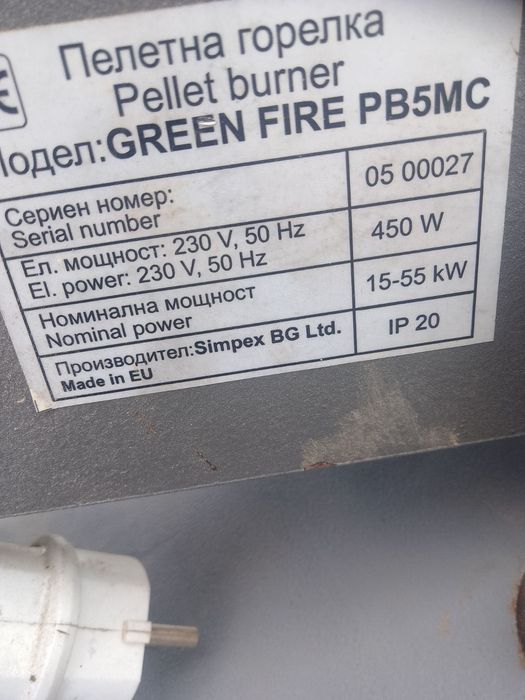 Пелетна горелка
Pellet burner
Модел:GREEN FIRE PB5MC
Сериен номер:
Serial number
05 00027
Ел. мощност: 230 V, 50 Hz
El. power: 230 V, 50 Hz
450 W
Номинална мощност
Nominal power
15-55 kW
Производител:Simpex BG Ltd.
Made in EU
IP 20